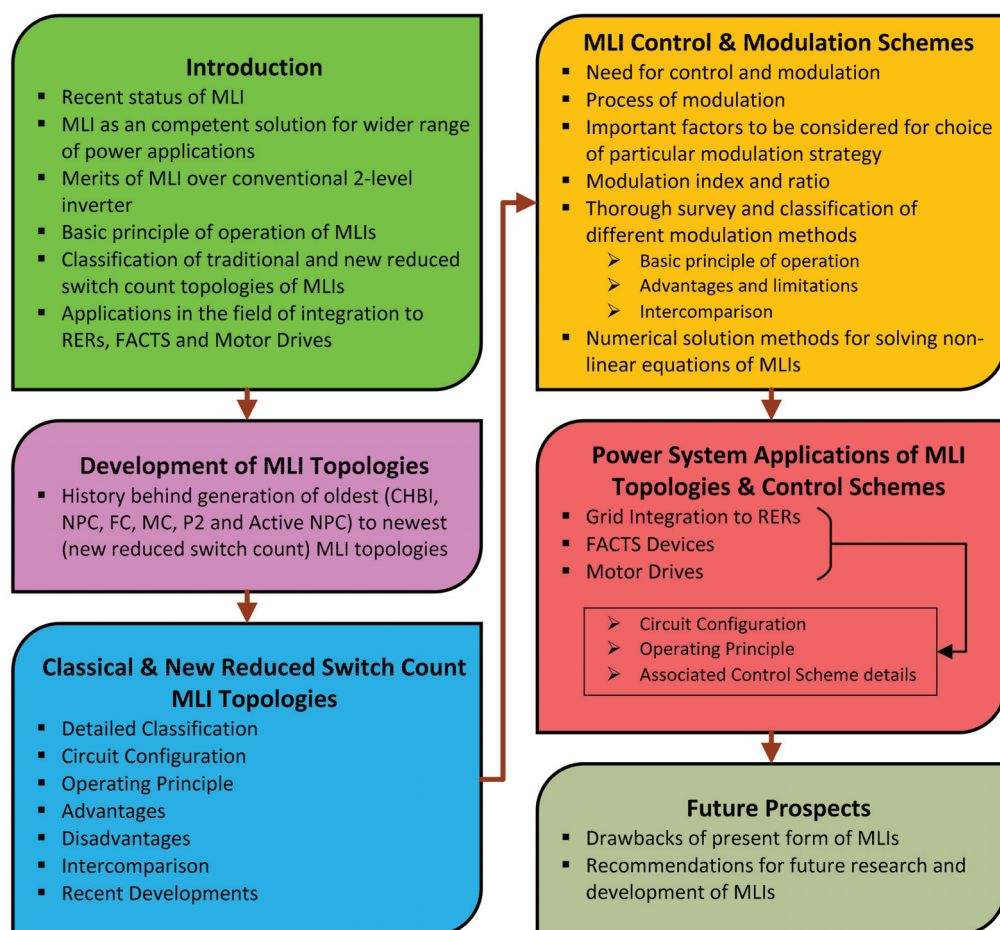 Introduction
▪ Recent status of MLI
▪ MLI as an competent solution for wider range
of power applications
▪ Merits of MLI over conventional 2-level
inverter
▪ Basic principle of operation of MLIs
▪ Classification of traditional and new reduced
switch count topologies of MLIs
▪ Applications in the field of integration to
RERs, FACTS and Motor Drives
Development of MLI Topologies
▪ History behind generation of oldest (CHBI,
NPC, FC, MC, P2 and Active NPC) to newest
(new reduced switch count) MLI topologies
Classical & New Reduced Switch Count
MLI Topologies
▪ Detailed Classification
▪ Circuit Configuration
▪ Operating Principle
▪ Advantages
▪ Disadvantages
▪ Intercomparison
▪ Recent Developments
MLI Control & Modulation Schemes
▪ Need for control and modulation
▪ Process of modulation
▪ Important factors to be considered for choice
of particular modulation strategy
▪ Modulation index and ratio
▪ Thorough survey and classification of
different modulation methods
➢ Basic principle of operation
➢ Advantages and limitations
➢ Intercomparison
▪ Numerical solution methods for solving non-
linear equations of MLIs
Power System Applications of MLI
Topologies & Control Schemes
▪ Grid Integration to RERs
▪ FACTS Devices
▪ Motor Drives
➢ Circuit Configuration
➢ Operating Principle
➢ Associated Control Scheme details
Future Prospects
▪ Drawbacks of present form of MLIs
▪ Recommendations for future research and
development of MLIs